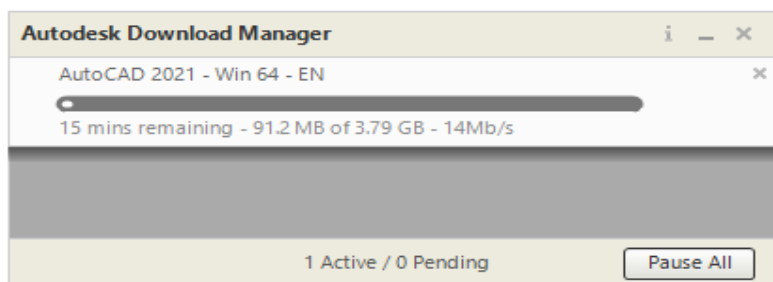 Autodesk Download Manager
AutoCAD 2021 - Win 64 - EN
15 mins remaining - 91.2 MB of 3.79 GB - 14Mb/s
1 Active / 0 Pending
Pause All